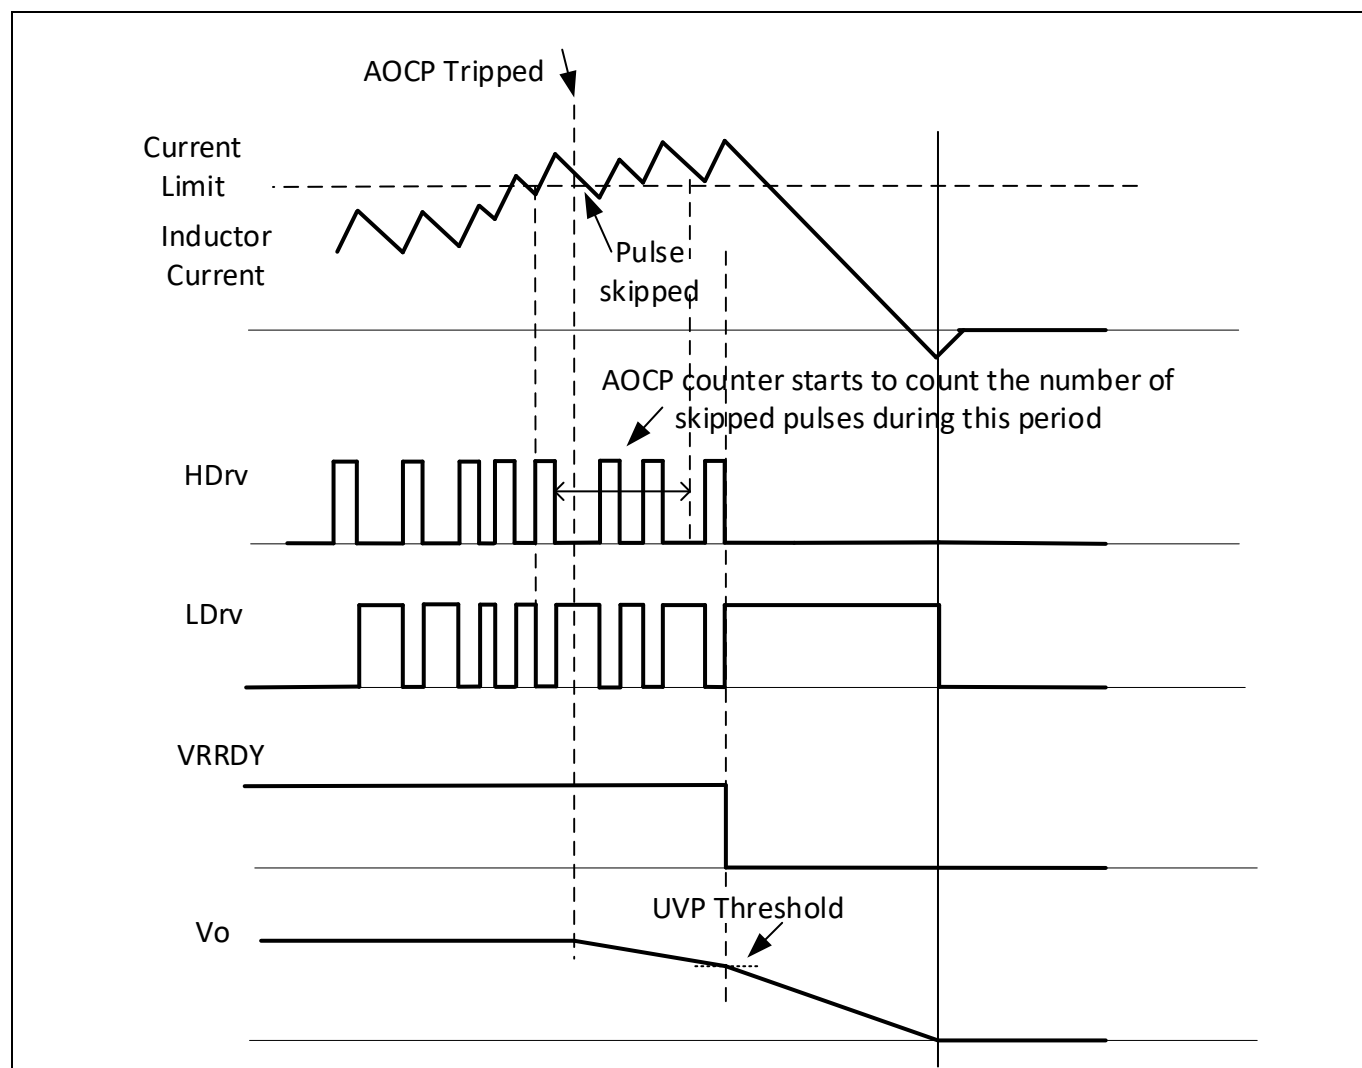 AOCP Tripped
Current
Limit
Inductor
Current
Pulse
skipped
AOCP counter starts to count the number of
skipped pulses during this period
HDrv
LDrv
VRRDY
UVP Threshold
Vo